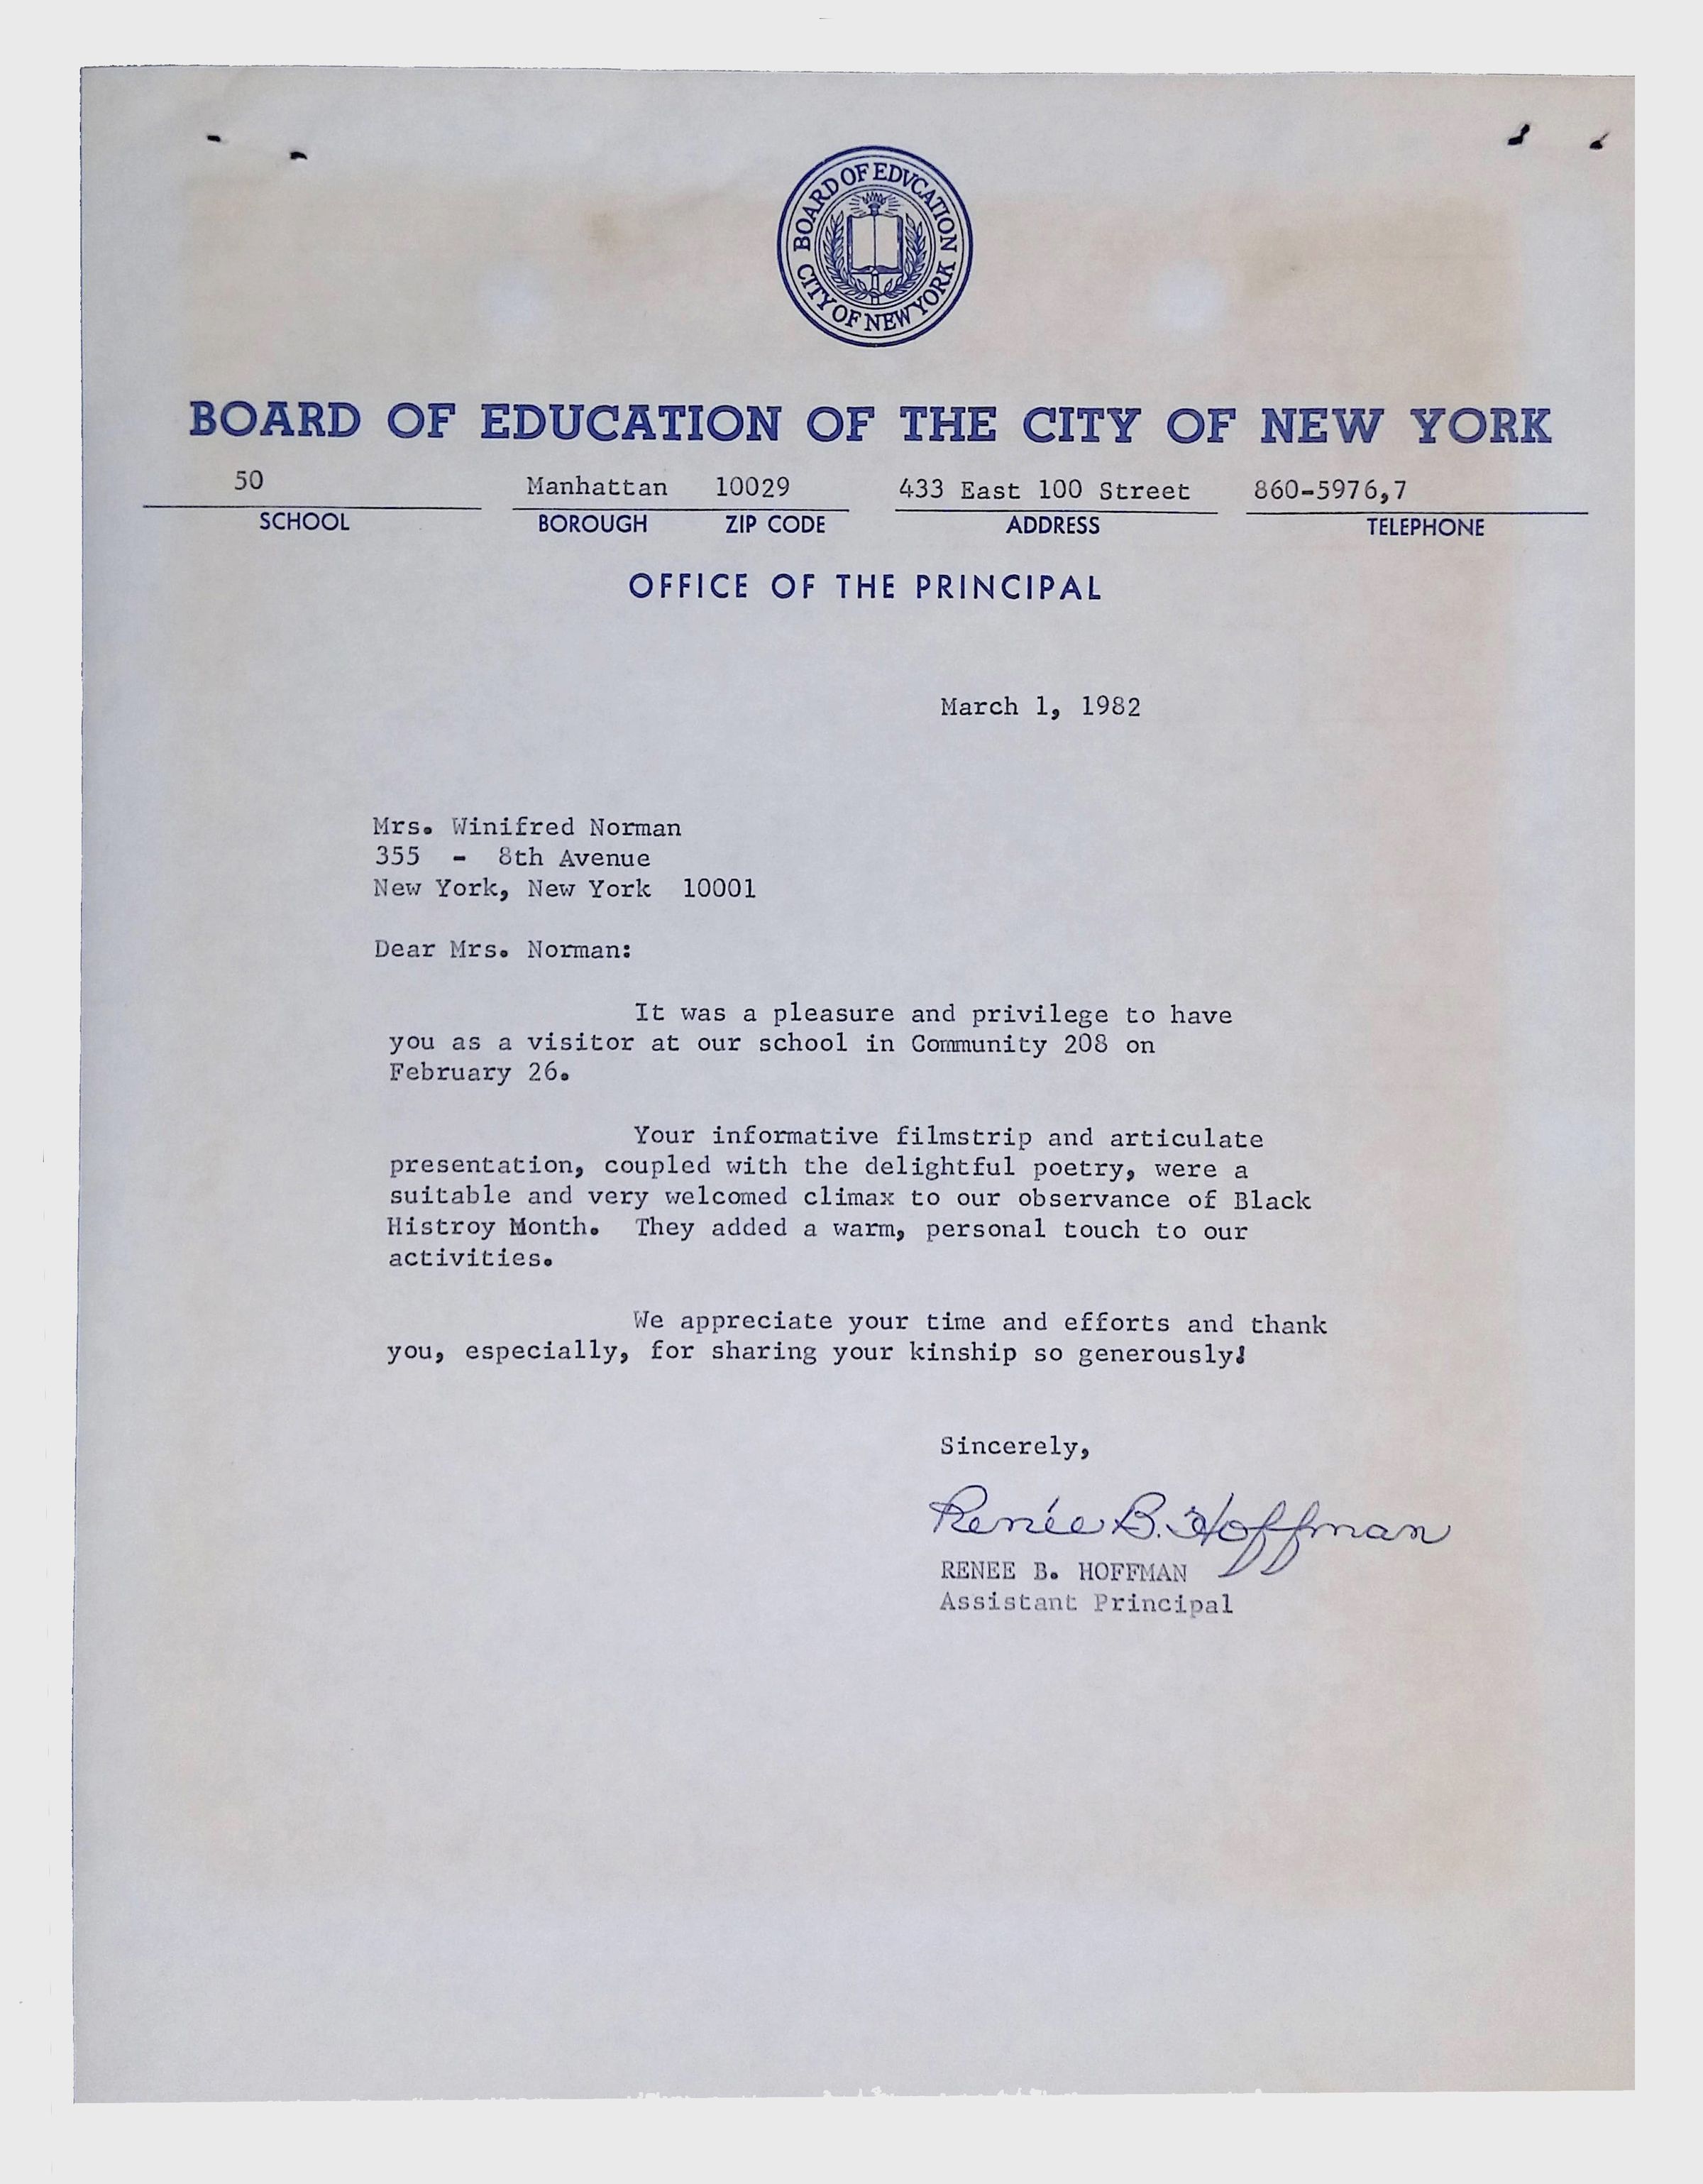 BOARD OF EDVCATION
CITY OF NEW YORK
BOARD OF EDUCATION OF THE CITY OF NEW YORK
50 Manhattan 10029 433 East 100 Street 860-5976,7
SCHOOL BOROUGH ZIP CODE ADDRESS TELEPHONE
OFFICE OF THE PRINCIPAL
March 1, 1982
Mrs. Winifred Norman
355 - 8th Avenue
New York, New York 10001
Dear Mrs. Norman:
It was a pleasure and privilege to have
you as a visitor at our school in Community 208 on
February 26.
Your informative filmstrip and articulate
presentation, coupled with the delightful poetry, were a
suitable and very welcomed climax to our observance of Black
Histroy Month. They added a warm, personal touch to our
activities.
We appreciate your time and efforts and thank
you, especially, for sharing your kinship so generously!
Sincerely,
Renée B. Hoffman
RENEE B. HOFFMAN
Assistant Principal